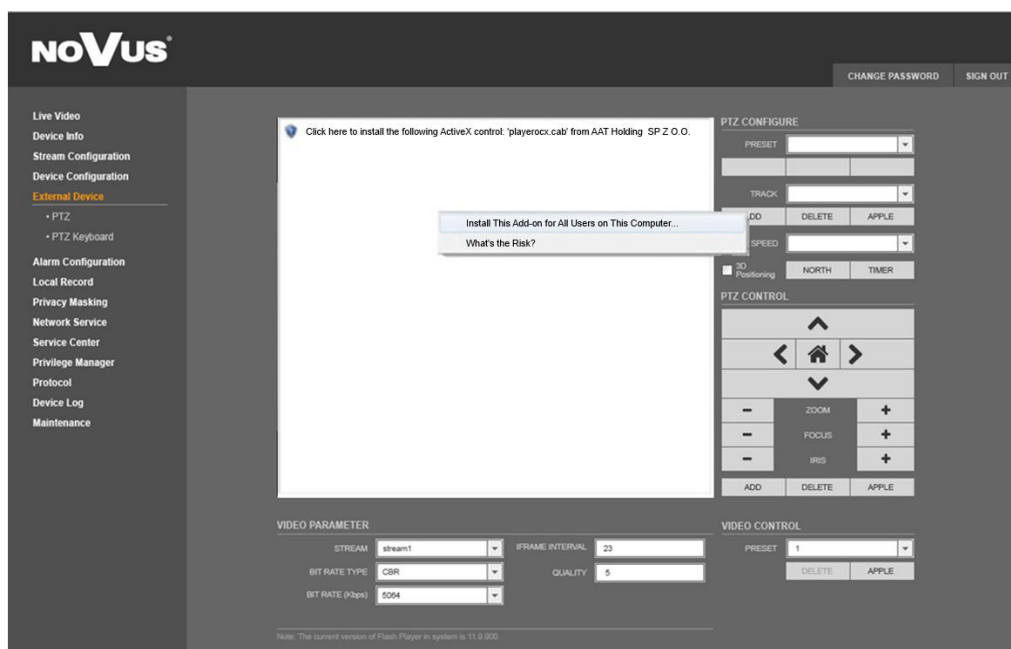 NOVUS
CHANGE PASSWORD SIGN OUT
Live Video
Device Info
Stream Configuration
Device Configuration
External Device
• PTZ
• PTZ Keyboard
Alarm Configuration
Local Record
Privacy Masking
Network Service
Service Center
Privilege Manager
Protocol
Device Log
Maintenance
Click here to install the following ActiveX control: 'playerocx.cab' from AAT Holding SP Z O.O.
Install This Add-on for All Users on This Computer...
What's the Risk?
PTZ CONFIGURE
PRESET
TRACK
DD DELETE APPLE
SPEED
3D Positioning NORTH TIMER
PTZ CONTROL
- ZOOM +
- FOCUS +
- IRIS +
ADD DELETE APPLE
VIDEO PARAMETER
STREAM stream1 IFRAME INTERVAL 23
BIT RATE TYPE CBR QUALITY 5
BIT RATE (Kbps) 5064
VIDEO CONTROL
PRESET 1
DELETE APPLE
Note: The current version of Flash Player in system is 11.9.900